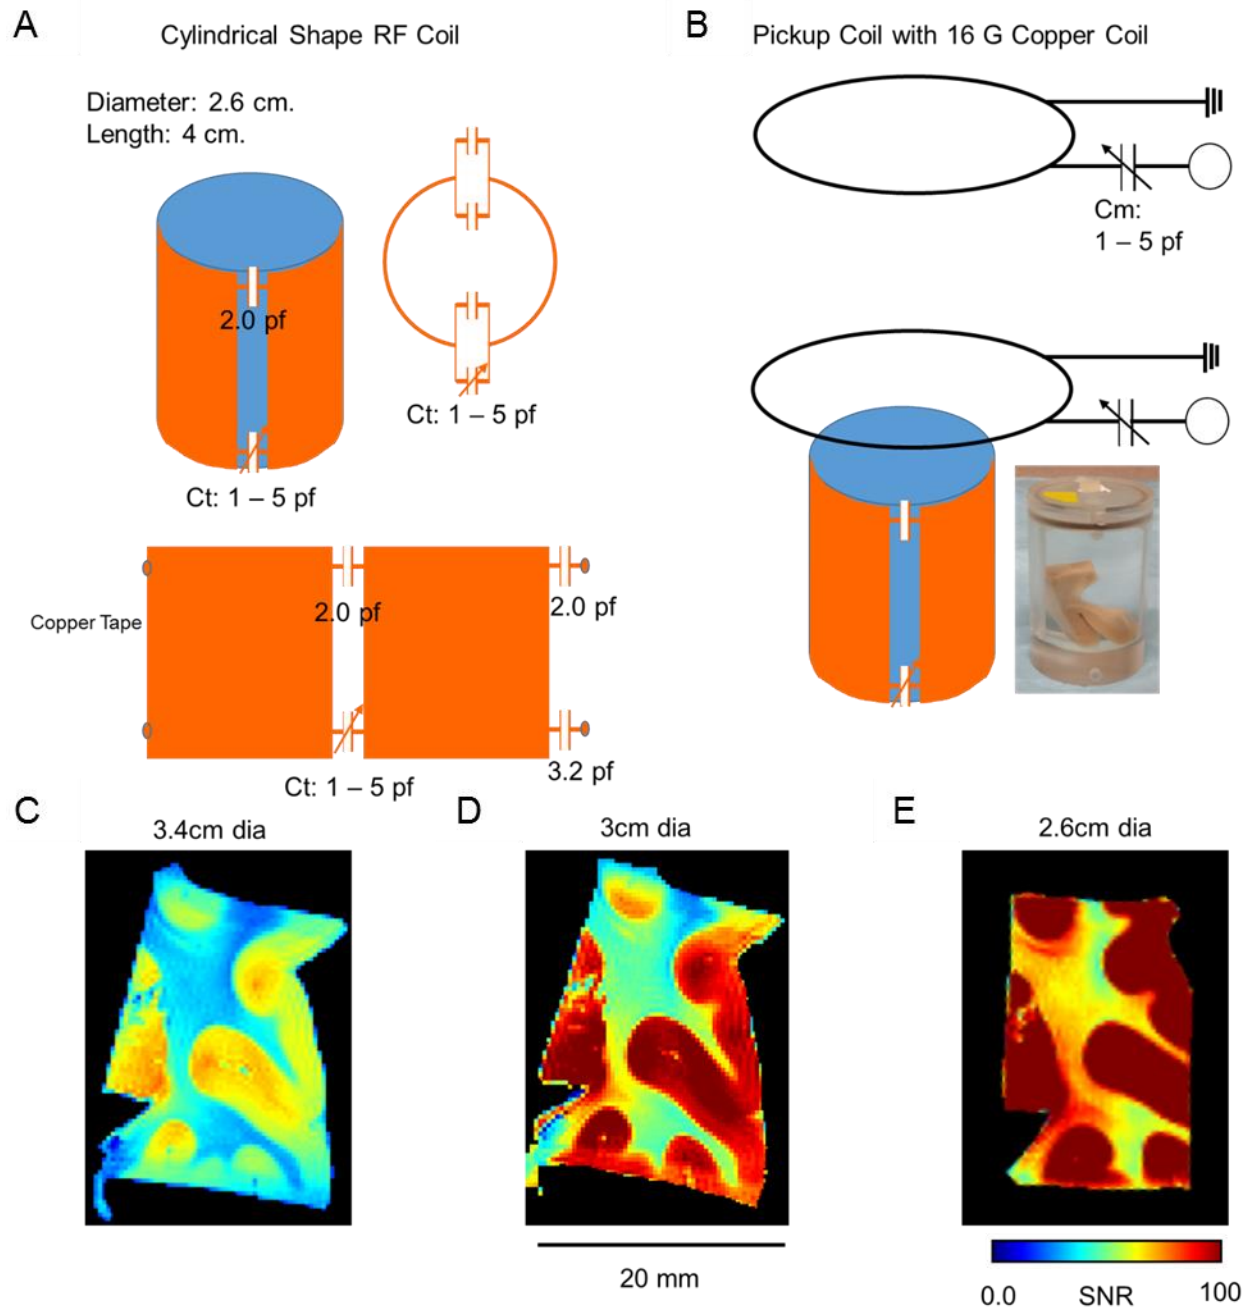 A
Cylindrical Shape RF Coil
Diameter: 2.6 cm.
Length: 4 cm.
2.0 pf
Ct: 1 – 5 pf
Ct: 1 – 5 pf
Copper Tape
2.0 pf
2.0 pf
Ct: 1 – 5 pf
3.2 pf
B
Pickup Coil with 16 G Copper Coil
Cm:
1 – 5 pf
C
3.4cm dia
D
3cm dia
20 mm
E
2.6cm dia
0.0
SNR
100